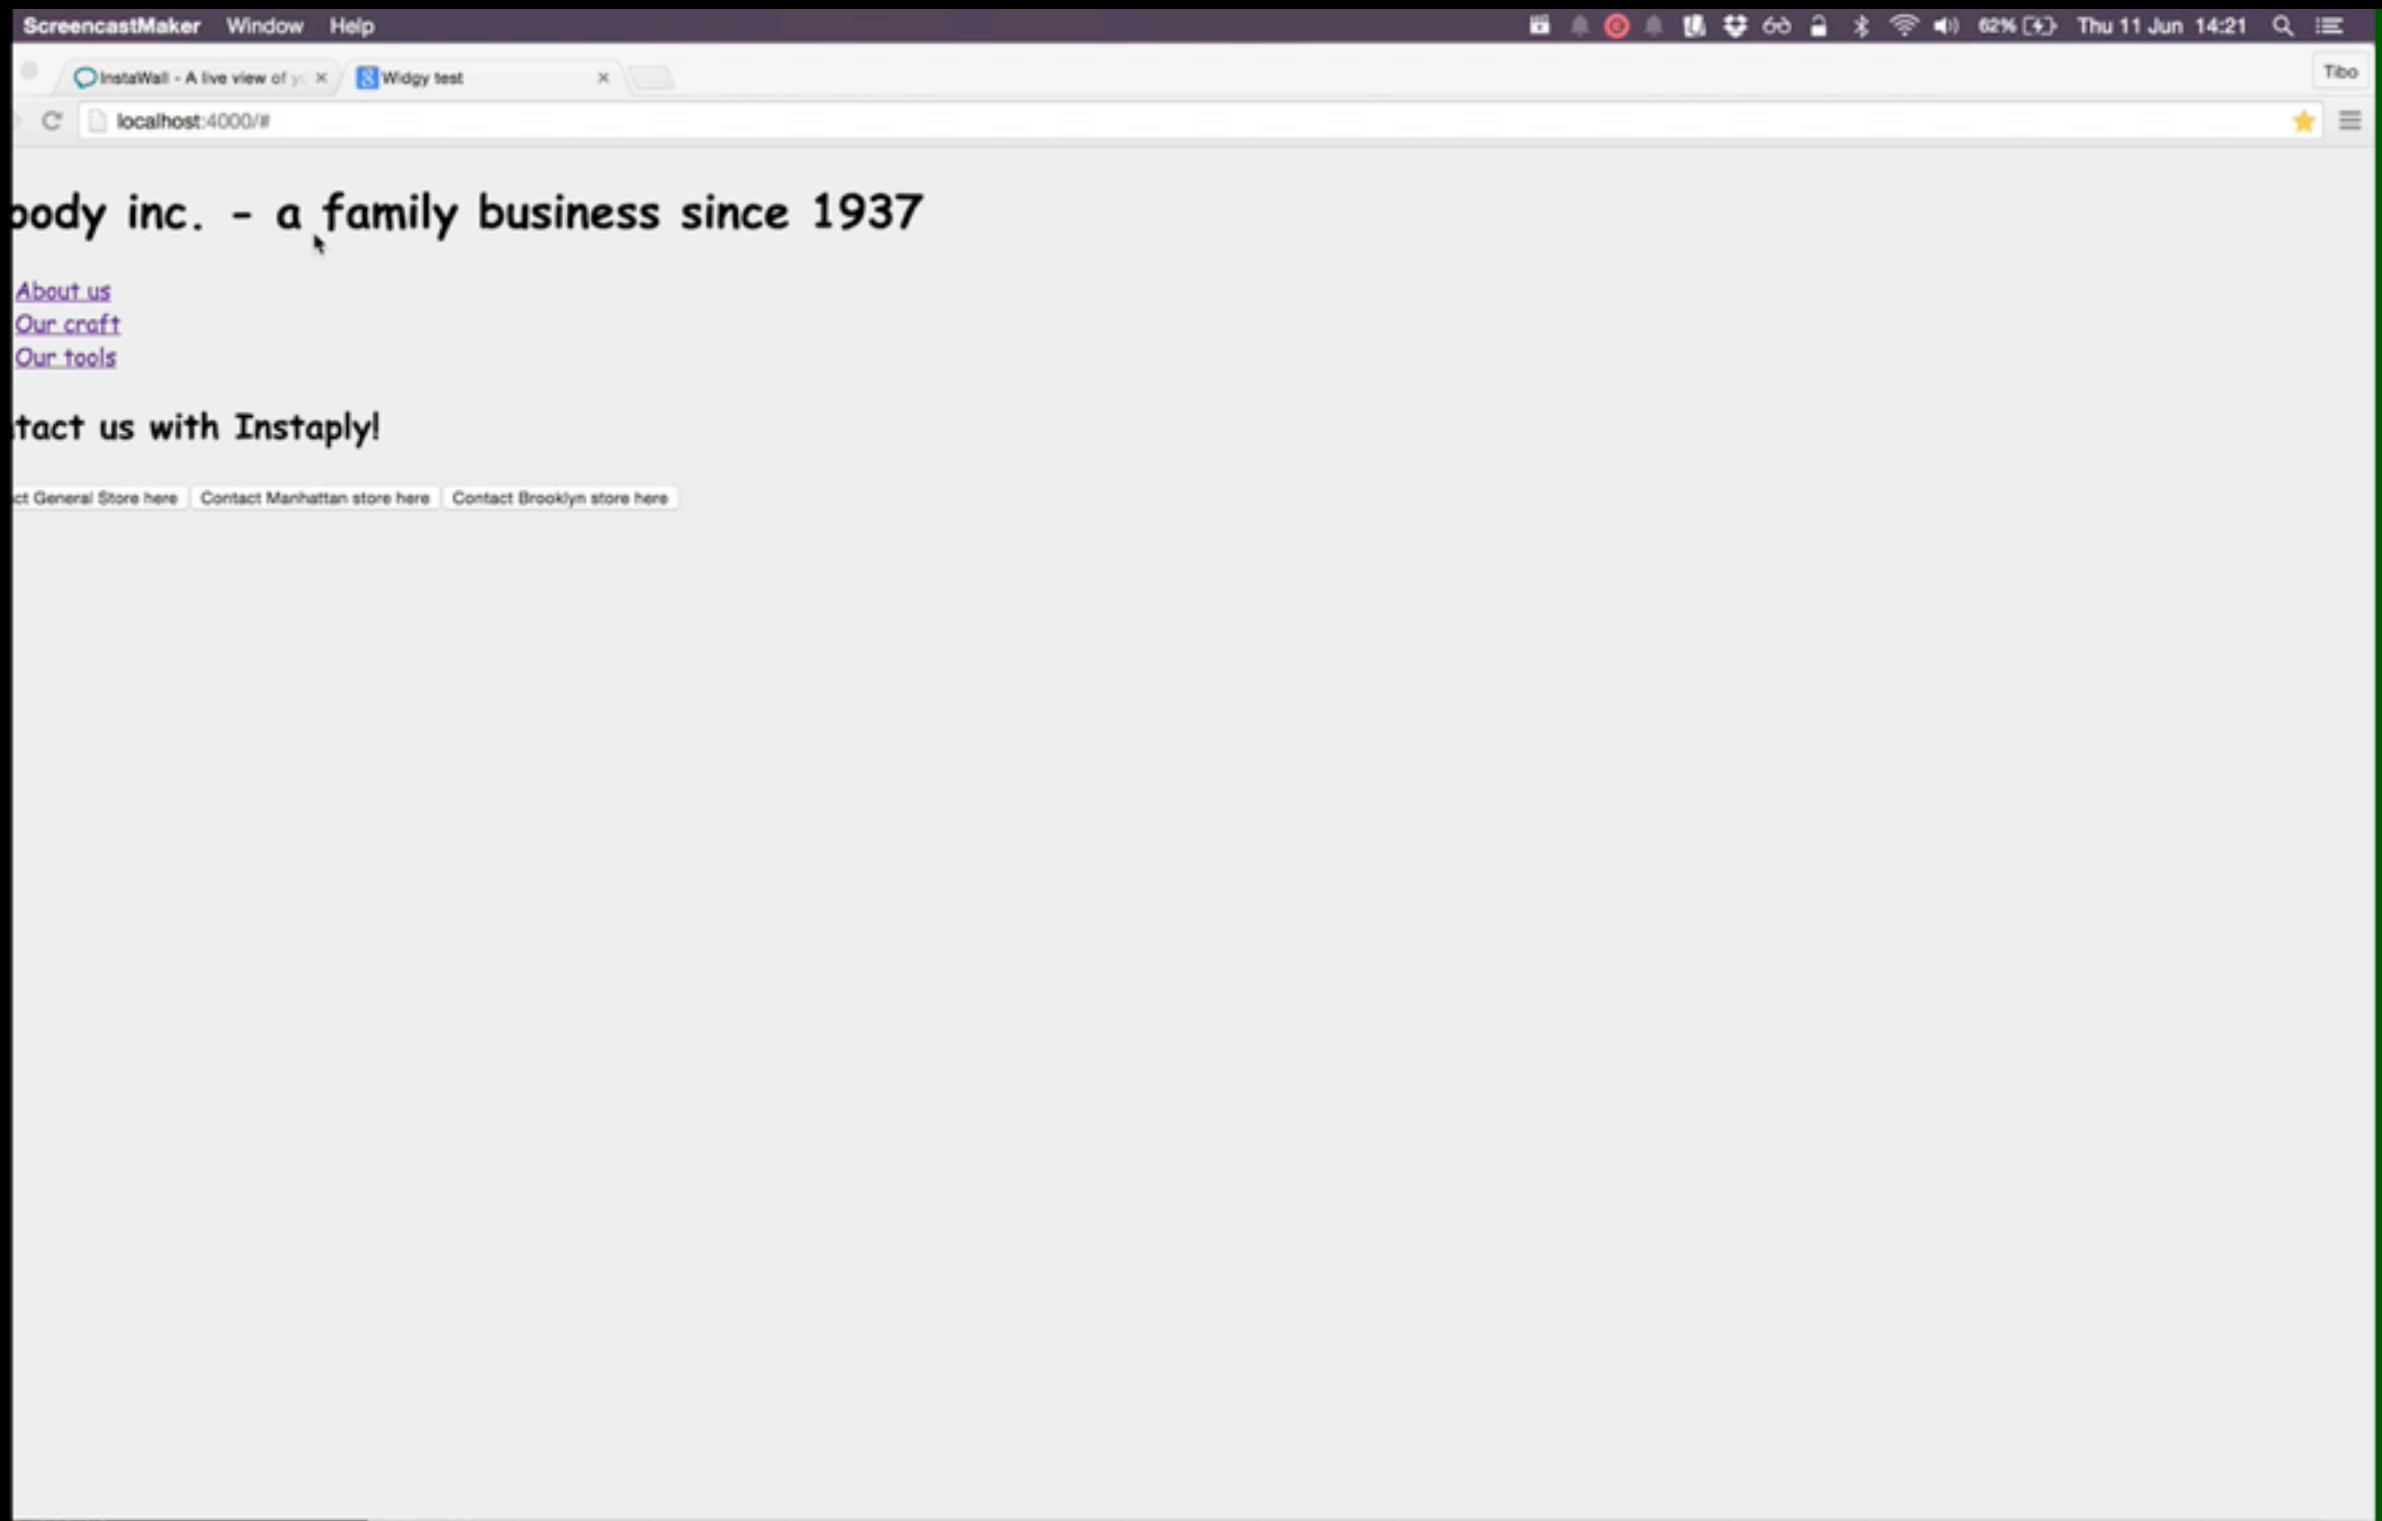 ScreencastMaker Window Help 62% Thu 11 Jun 14:21
InstaWall - A live view of yo Widgy test Tibo
localhost:4000/#
body inc. - a family business since 1937
About us
Our craft
Our tools
tact us with Instaply!
ct General Store here Contact Manhattan store here Contact Brooklyn store here